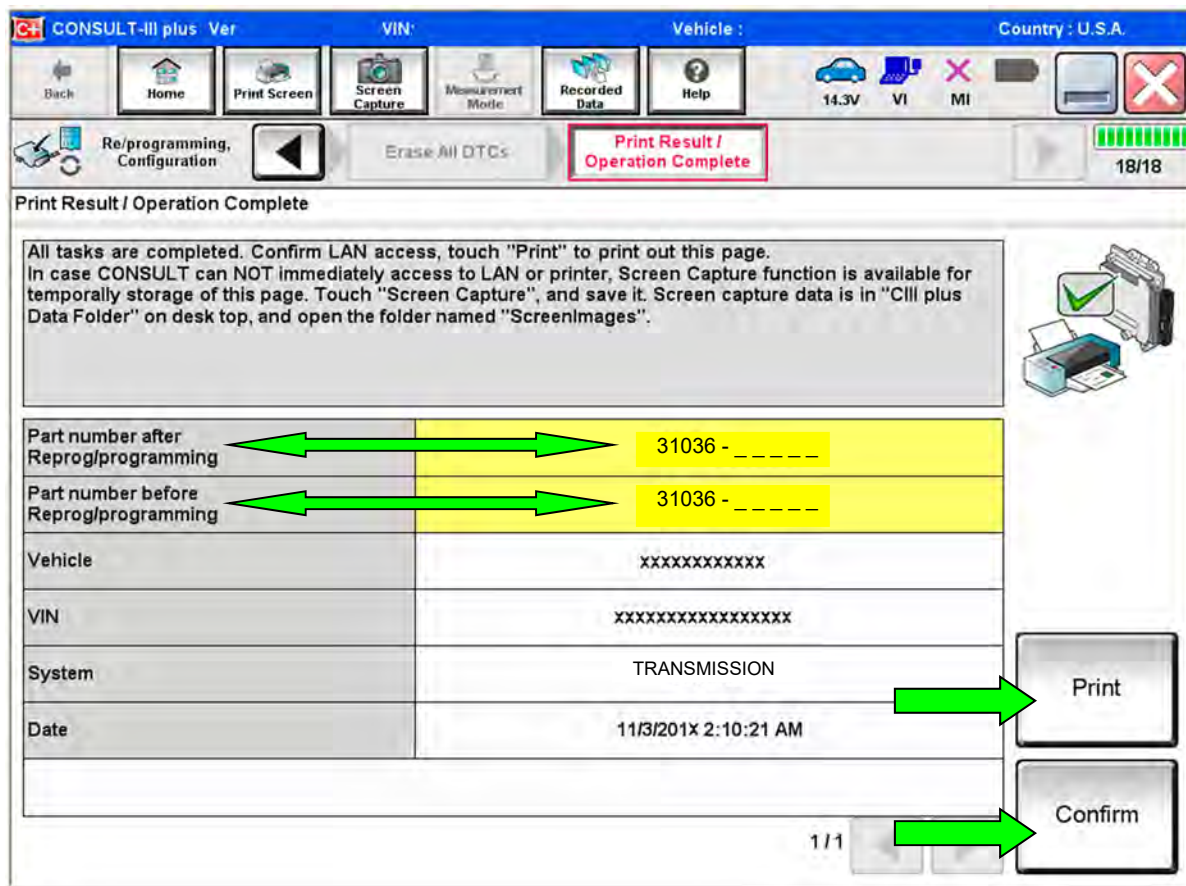 C+ CONSULT-III plus Ver VIN: Vehicle : Country : U.S.A.
Back Home Print Screen Screen Capture Measurement Mode Recorded Data Help 14.3V VI MI
Re/programming, Configuration Erase All DTCs Print Result / Operation Complete 18/18
Print Result / Operation Complete
All tasks are completed. Confirm LAN access, touch "Print" to print out this page.
In case CONSULT can NOT immediately access to LAN or printer, Screen Capture function is available for
temporally storage of this page. Touch "Screen Capture", and save it. Screen capture data is in "CIII plus
Data Folder" on desk top, and open the folder named "ScreenImages".
Part number after
Reprog/programming
31036 - _ _ _ _ _
Part number before
Reprog/programming
31036 - _ _ _ _ _
Vehicle xxxxxxxxxxxx
VIN xxxxxxxxxxxxxxxxx
System TRANSMISSION
Date 11/3/201X 2:10:21 AM
Print
Confirm
1/1